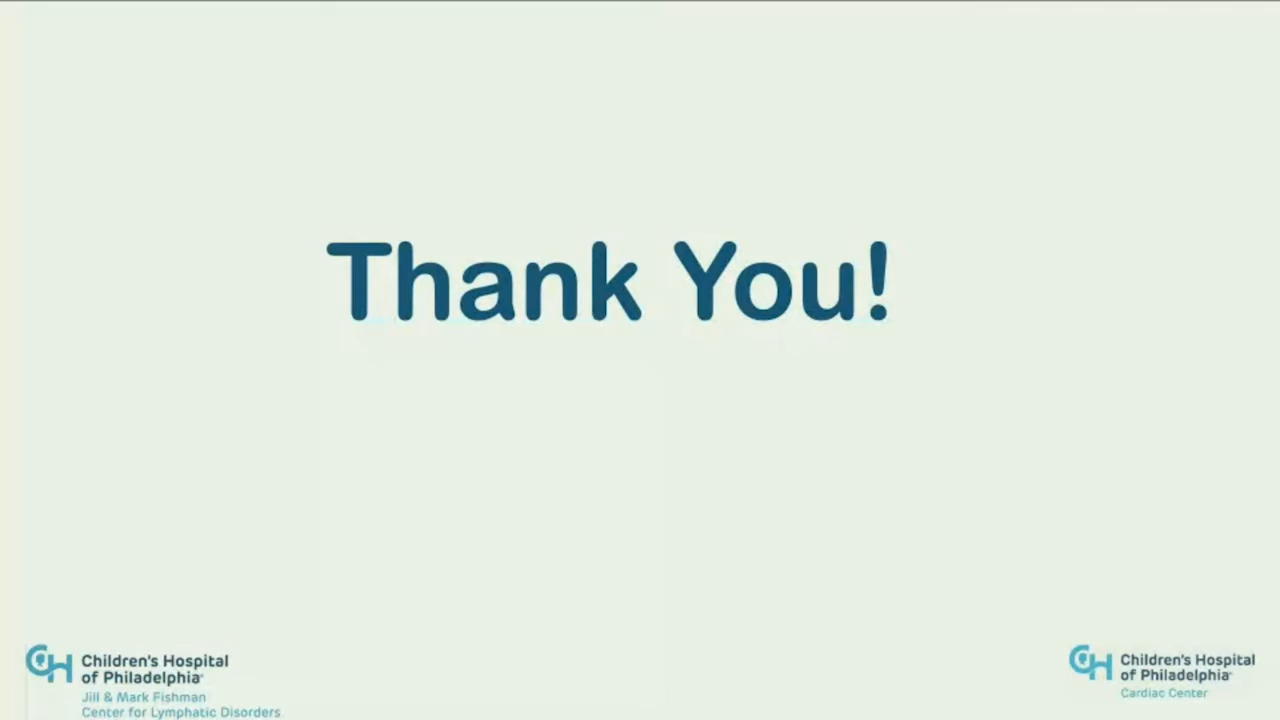 Thank You!
Children's Hospital
of Philadelphia
Jill & Mark Fishman
Center for Lymphatic Disorders
Children's Hospital
of Philadelphia
Cardiac Center